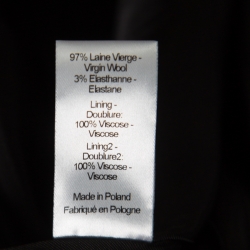 97% Laine Vierge -
Virgin Wool
3% Elasthanne -
Elastane
Lining -
Doublure:
100% Viscose -
Viscose
Lining2 -
Doublure2:
100% Viscose -
Viscose
Made in Poland
Fabriqué en Pologne